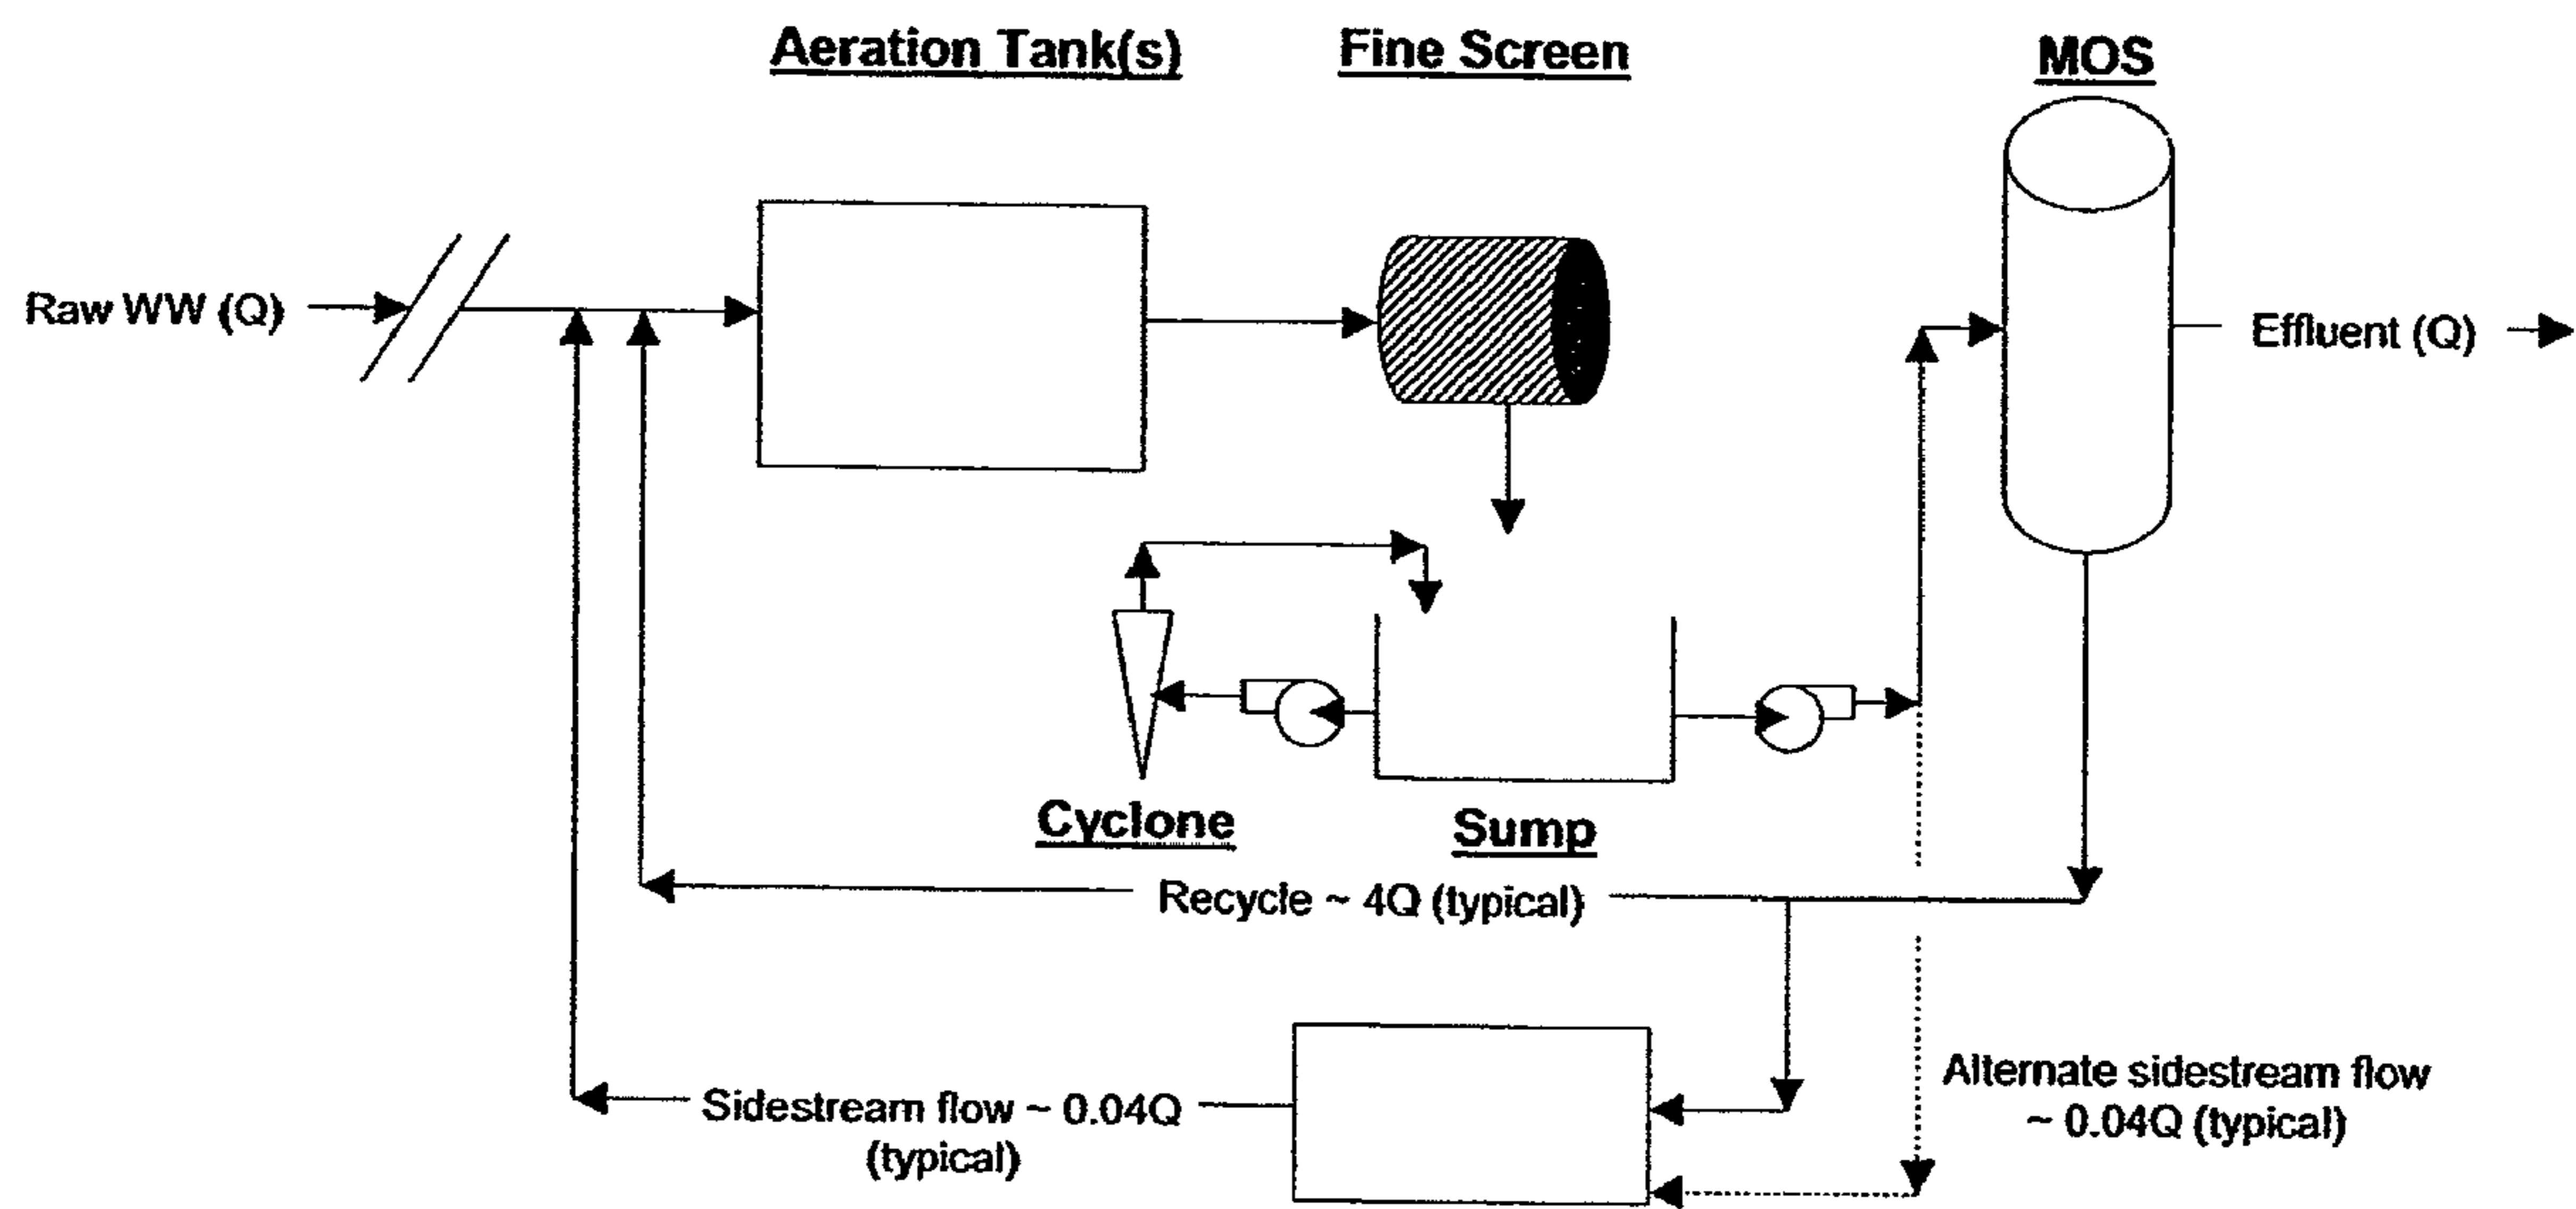 Aeration Tank(s)
Fine Screen
MOS
Raw WW (Q)
Effluent (Q)
Cyclone
Sump
Recycle ~ 4Q (typical)
Sidestream flow ~ 0.04Q
(typical)
Alternate sidestream flow
~ 0.04Q (typical)